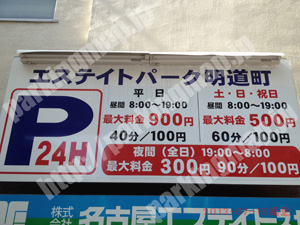 エステイトパーク明道町
平日
土・日・祝日
昼間 8:00〜19:00
昼間 8:00〜19:00
最大料金 900円
最大料金 500円
40分/100円
60分/100円
P
24H
夜間(全日) 19:00〜8:00
最大料金 300円 90分/100円
株式会社 名古屋エステイト